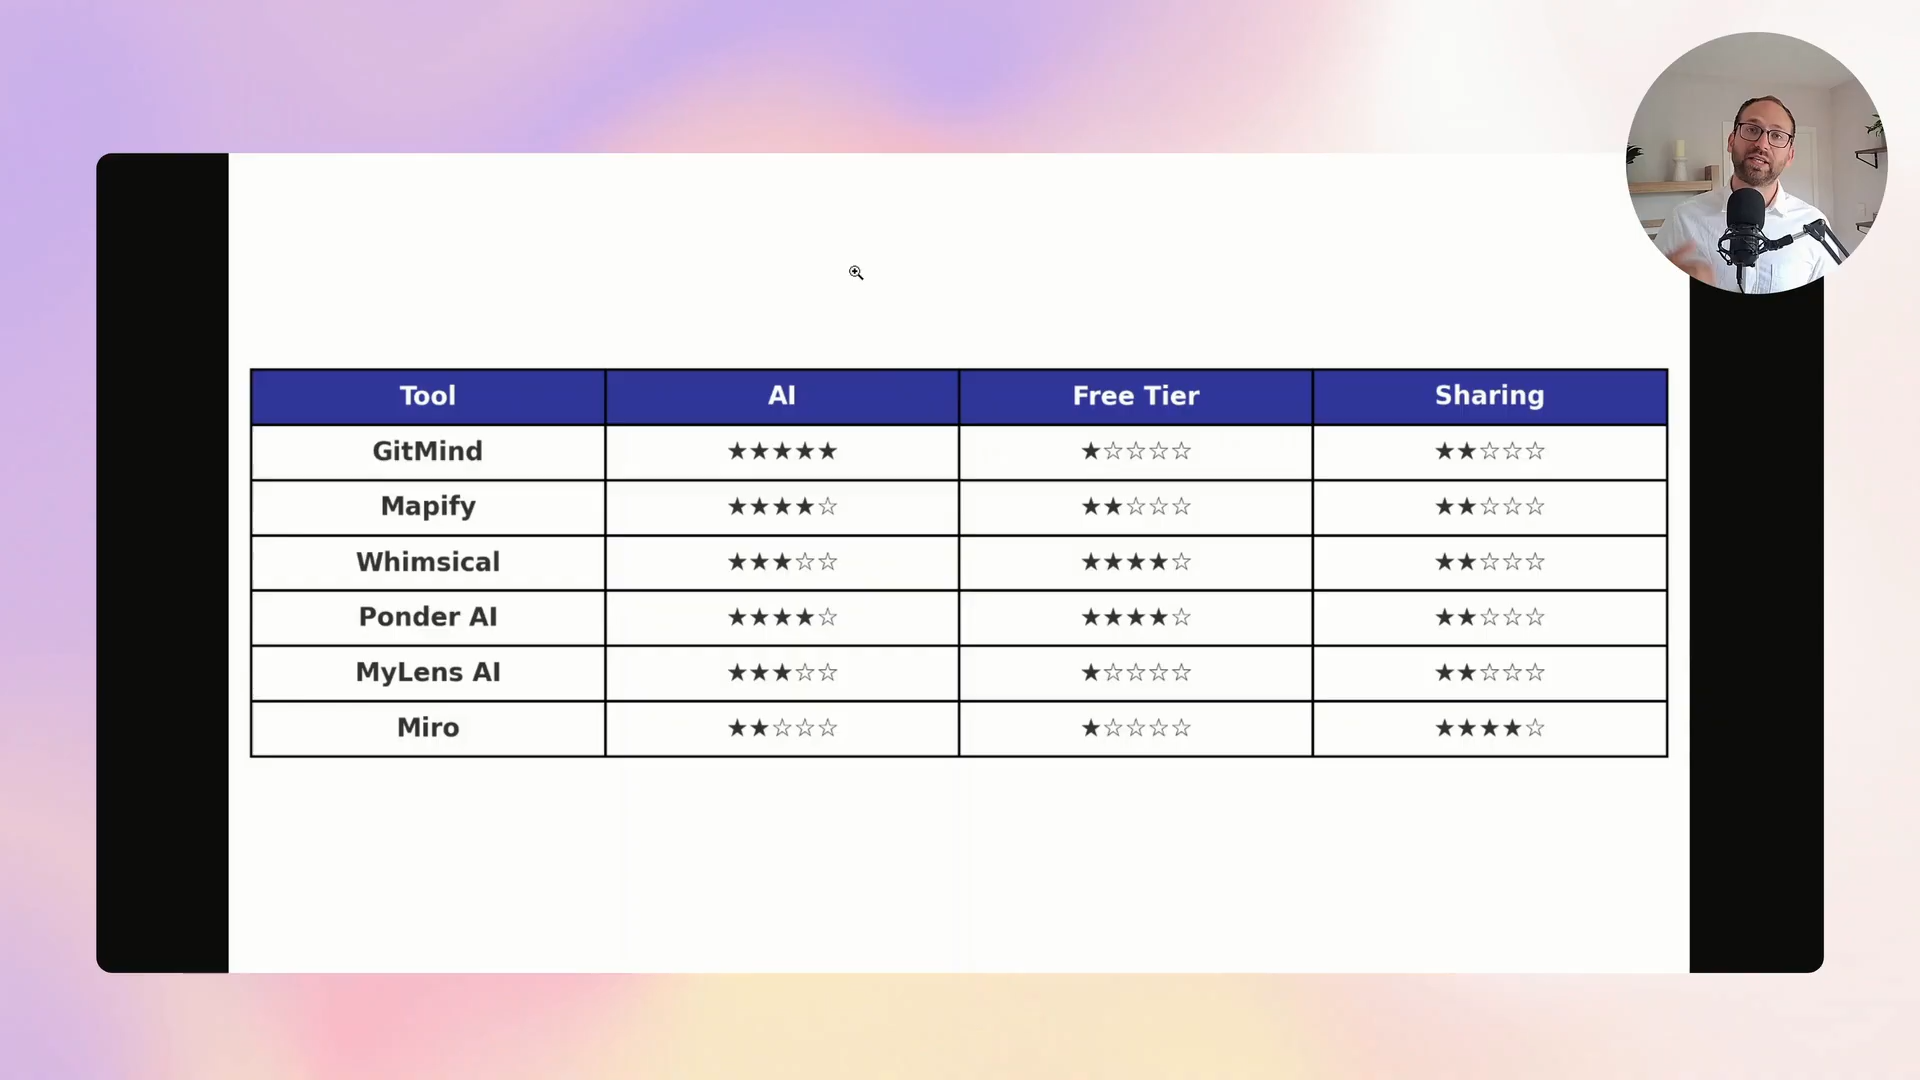 Tool AI Free Tier Sharing
GitMind ★★★★★ ★☆☆☆☆ ★★☆☆☆
Mapify ★★★★☆ ★★☆☆☆ ★★☆☆☆
Whimsical ★★★☆☆ ★★★★☆ ★★☆☆☆
Ponder AI ★★★★☆ ★★★★☆ ★★☆☆☆
MyLens AI ★★★☆☆ ★☆☆☆☆ ★★☆☆☆
Miro ★★☆☆☆ ★☆☆☆☆ ★★★★☆